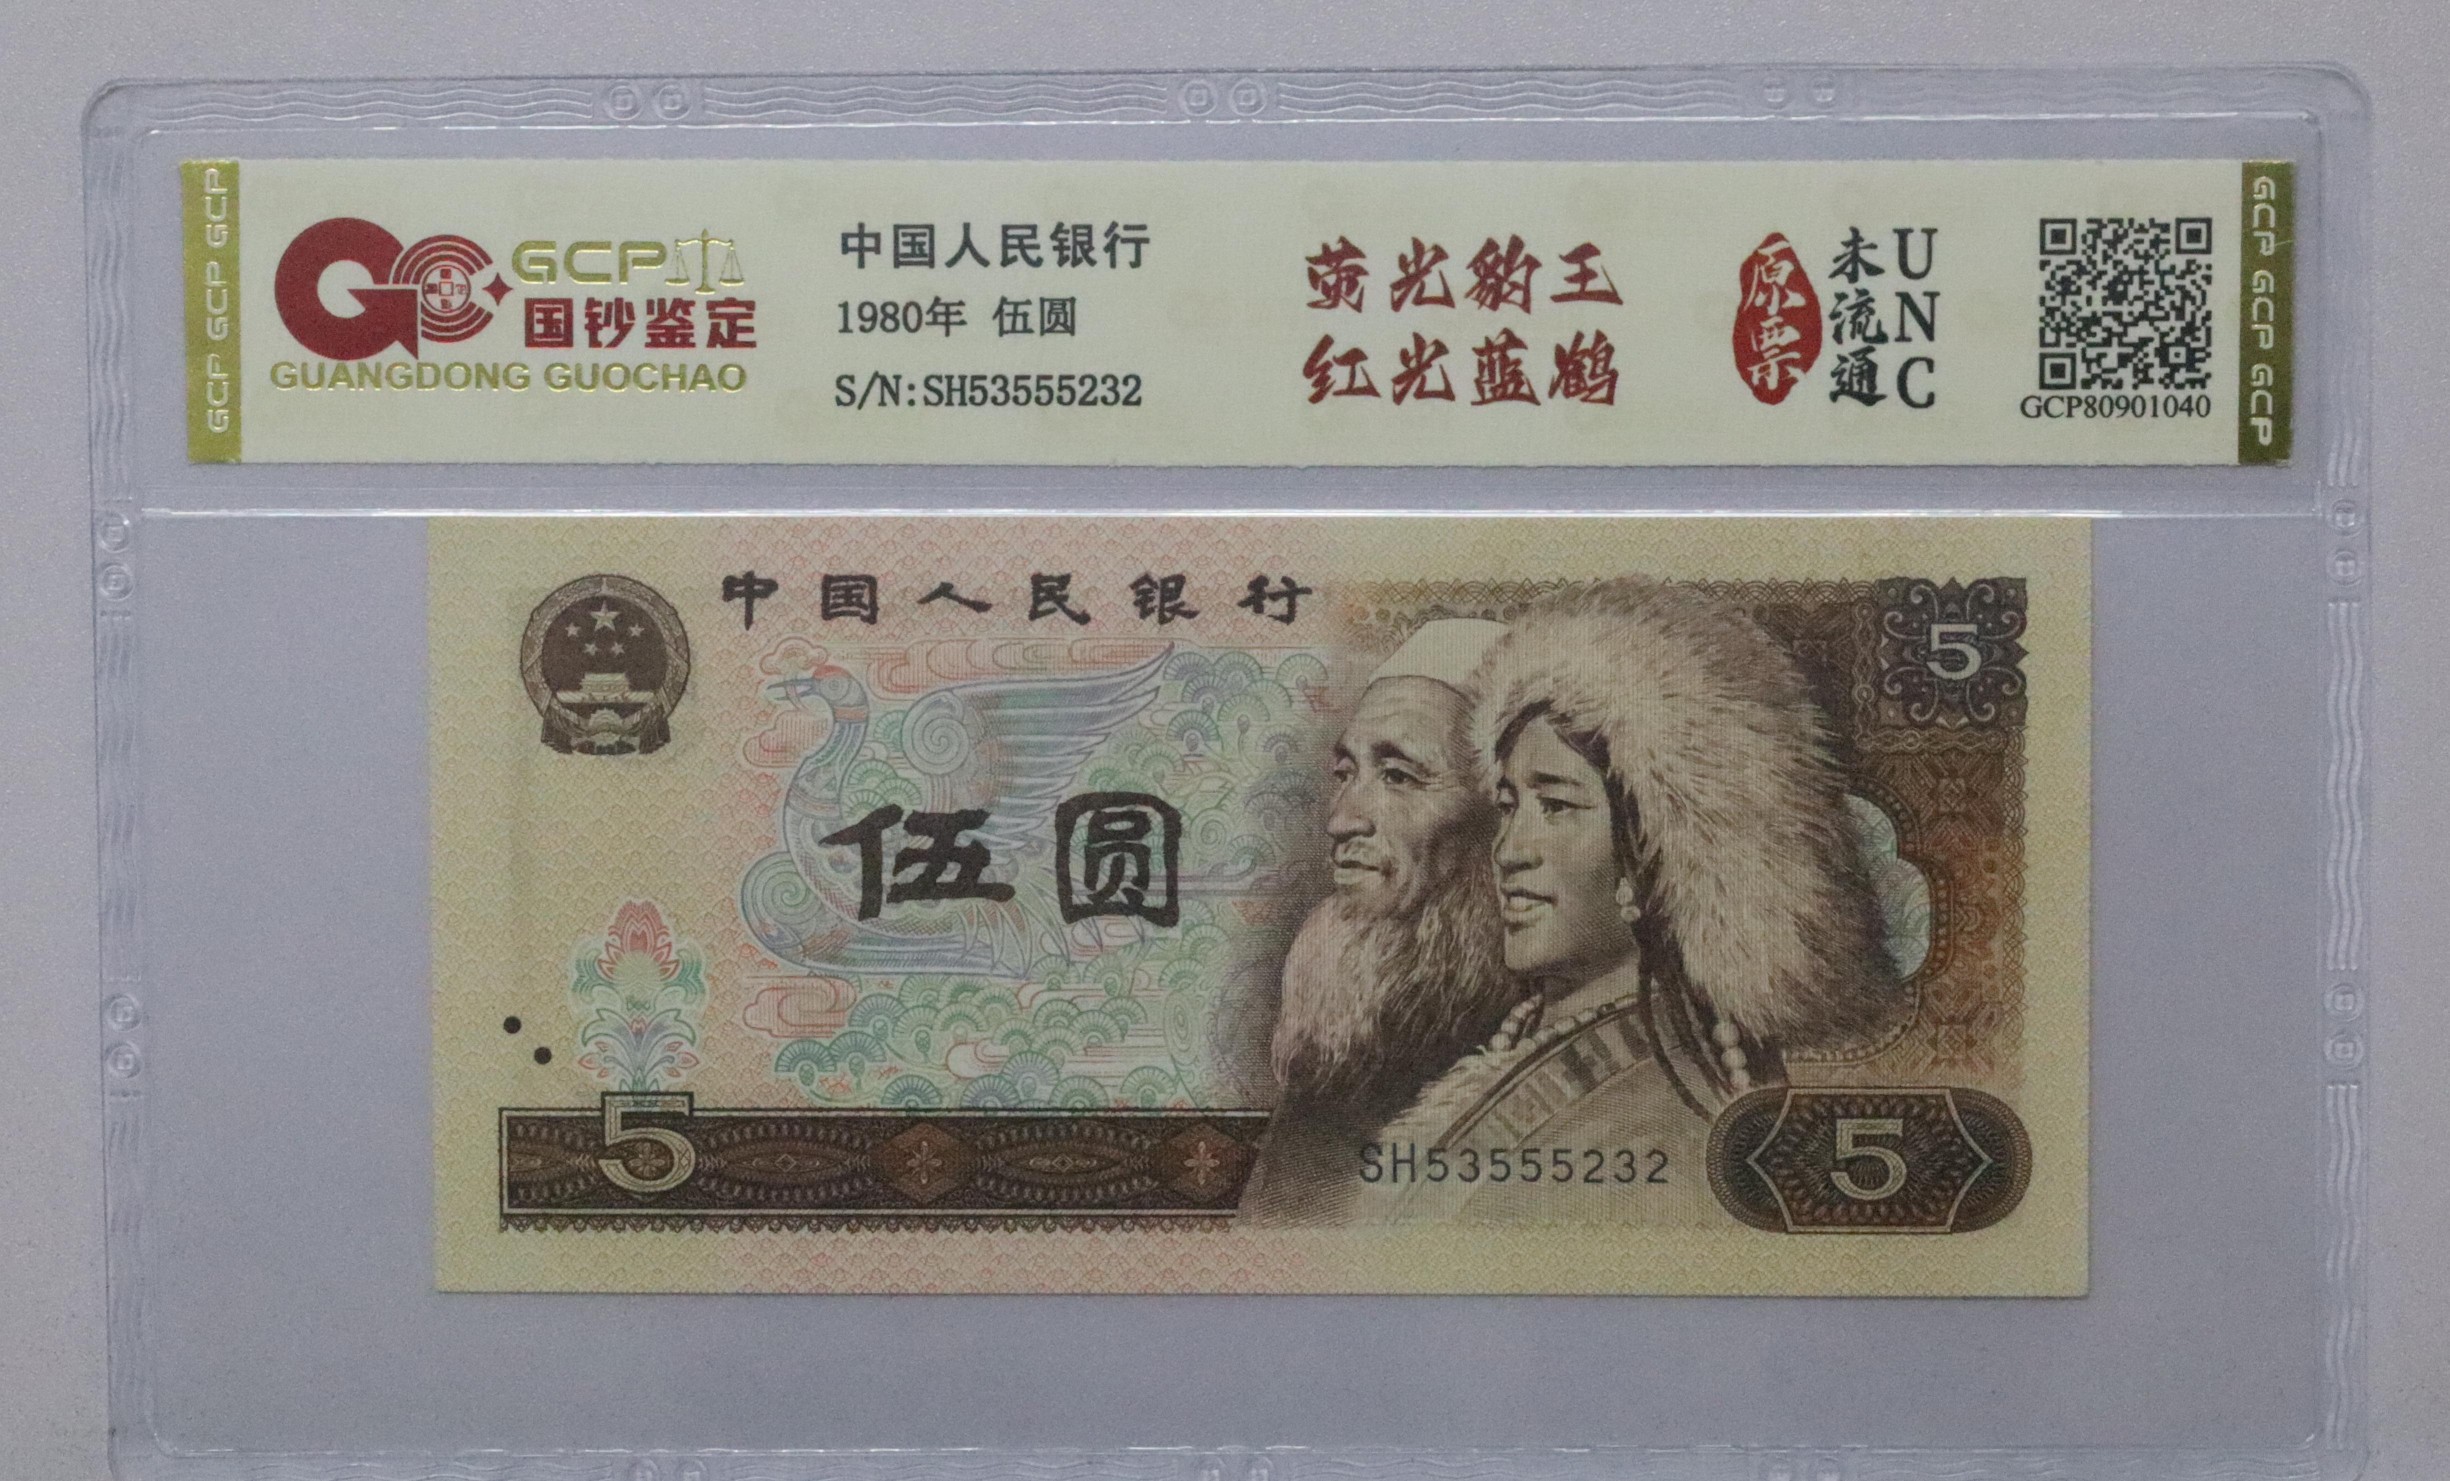 GCP GCP GCP
GCP
国钞鉴定
GUANGDONG GUOCHAO
中国人民银行
1980年 伍圆
S/N:SH53555232
荧光豹王
红光蓝鹤
原票
未流通
UNC
GCP80901040
GCP GCP GCP
中国人民银行
5
伍圆
5
SH53555232
5